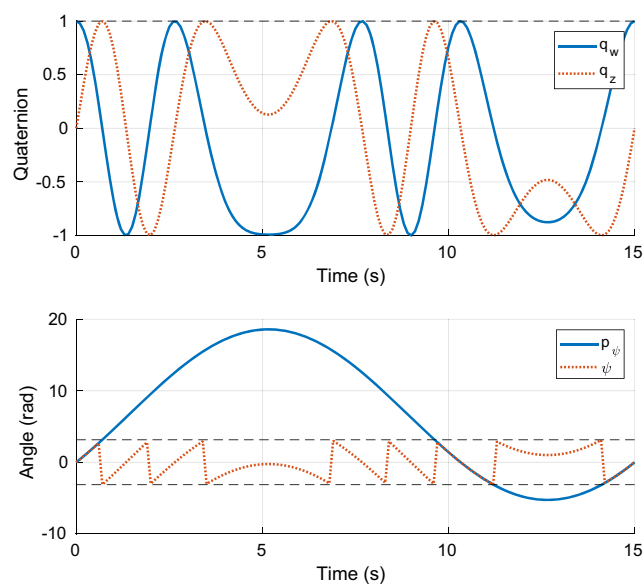 1
0.5
0
-0.5
-1
Quaternion
q_w
q_z
0 5 10 15
Time (s)
20
10
0
-10
Angle (rad)
p_ψ
ψ
0 5 10 15
Time (s)